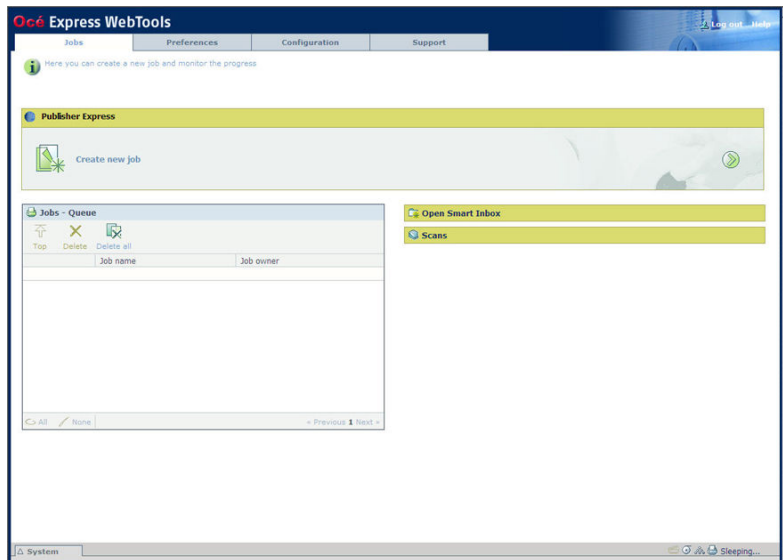 Océ Express WebTools
Log out Help
Jobs Preferences Configuration Support
Here you can create a new job and monitor the progress
Publisher Express
Create new job
Jobs - Queue
Top Delete Delete all
Job name Job owner
All None « Previous 1 Next »
Open Smart Inbox
Scans
System
Sleeping...